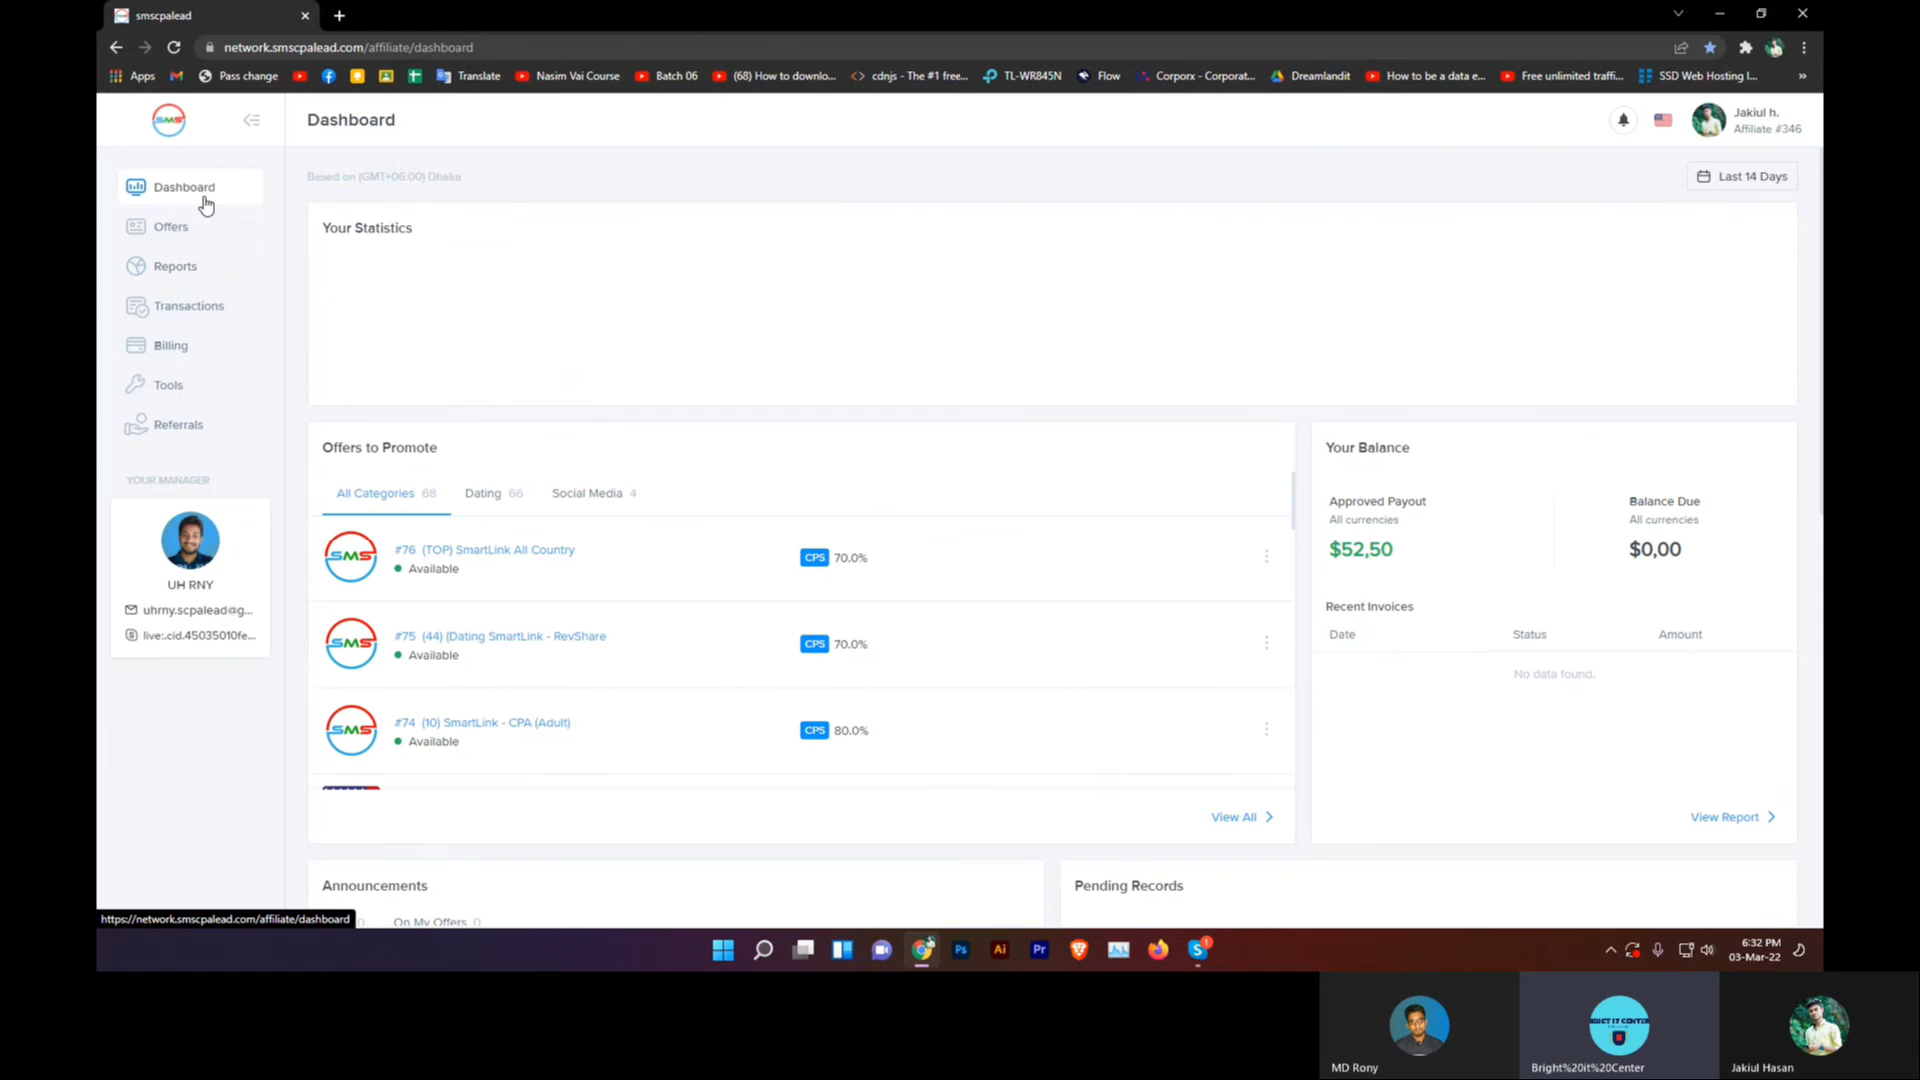 smscpalead
network.smscpalead.com/affiliate/dashboard
Apps
Pass change
Translate
Nasim Vai Course
Batch 06
(68) How to downlo...
cdnjs - The #1 free...
TL-WR845N
Flow
Corporx - Corporat...
Dreamlandit
How to be a data e...
Free unlimited traffi...
SSD Web Hosting I...
»
SMS
Dashboard
Jakiul h.
Affiliate #346
Based on (GMT+06:00) Dhaka
Last 14 Days
Dashboard
Offers
Reports
Transactions
Billing
Tools
Referrals
YOUR MANAGER
UH RNY
uhrny.scpalead@g...
live:.cid.45035010fe...
Your Statistics
Offers to Promote
All Categories 68
Dating 66
Social Media 4
SMS
#76 (TOP) SmartLink All Country
Available
CPS 70.0%
SMS
#75 (44) (Dating SmartLink - RevShare
Available
CPS 70.0%
SMS
#74 (10) SmartLink - CPA (Adult)
Available
CPS 80.0%
View All
Your Balance
Approved Payout
All currencies
$52,50
Balance Due
All currencies
$0,00
Recent Invoices
Date Status Amount
No data found.
View Report
Announcements
On My Offers 0
Pending Records
https://network.smscpalead.com/affiliate/dashboard
Ps
Ai
Pr
S
1
6:32 PM
03-Mar-22
MD Rony
Bright%20it%20Center
Jakiul Hasan